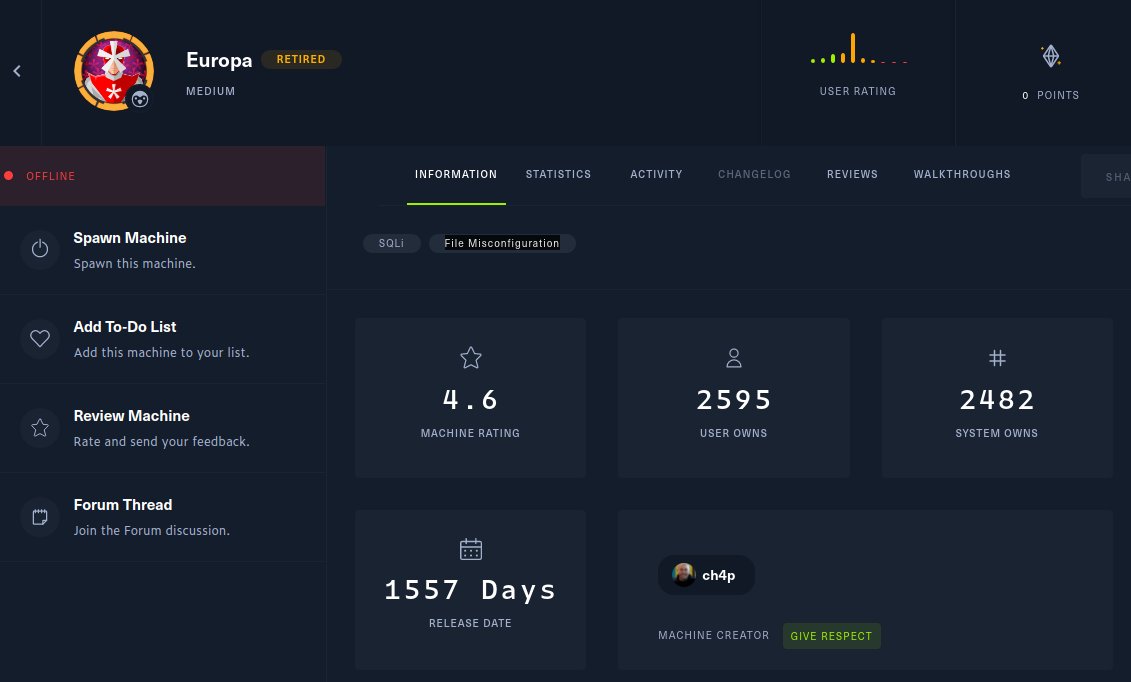 Europa RETIRED
MEDIUM
USER RATING
0 POINTS
OFFLINE
INFORMATION STATISTICS ACTIVITY CHANGELOG REVIEWS WALKTHROUGHS SHA
Spawn Machine
Spawn this machine.
Add To-Do List
Add this machine to your list.
Review Machine
Rate and send your feedback.
Forum Thread
Join the Forum discussion.
SQLi File Misconfiguration
4.6
MACHINE RATING
2595
USER OWNS
2482
SYSTEM OWNS
1557 Days
RELEASE DATE
ch4p
MACHINE CREATOR GIVE RESPECT